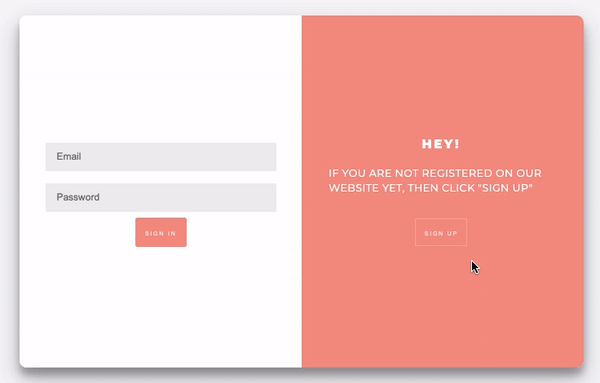 Email
Password
SIGN IN
HEY!
IF YOU ARE NOT REGISTERED ON OUR
WEBSITE YET, THEN CLICK "SIGN UP"
SIGN UP